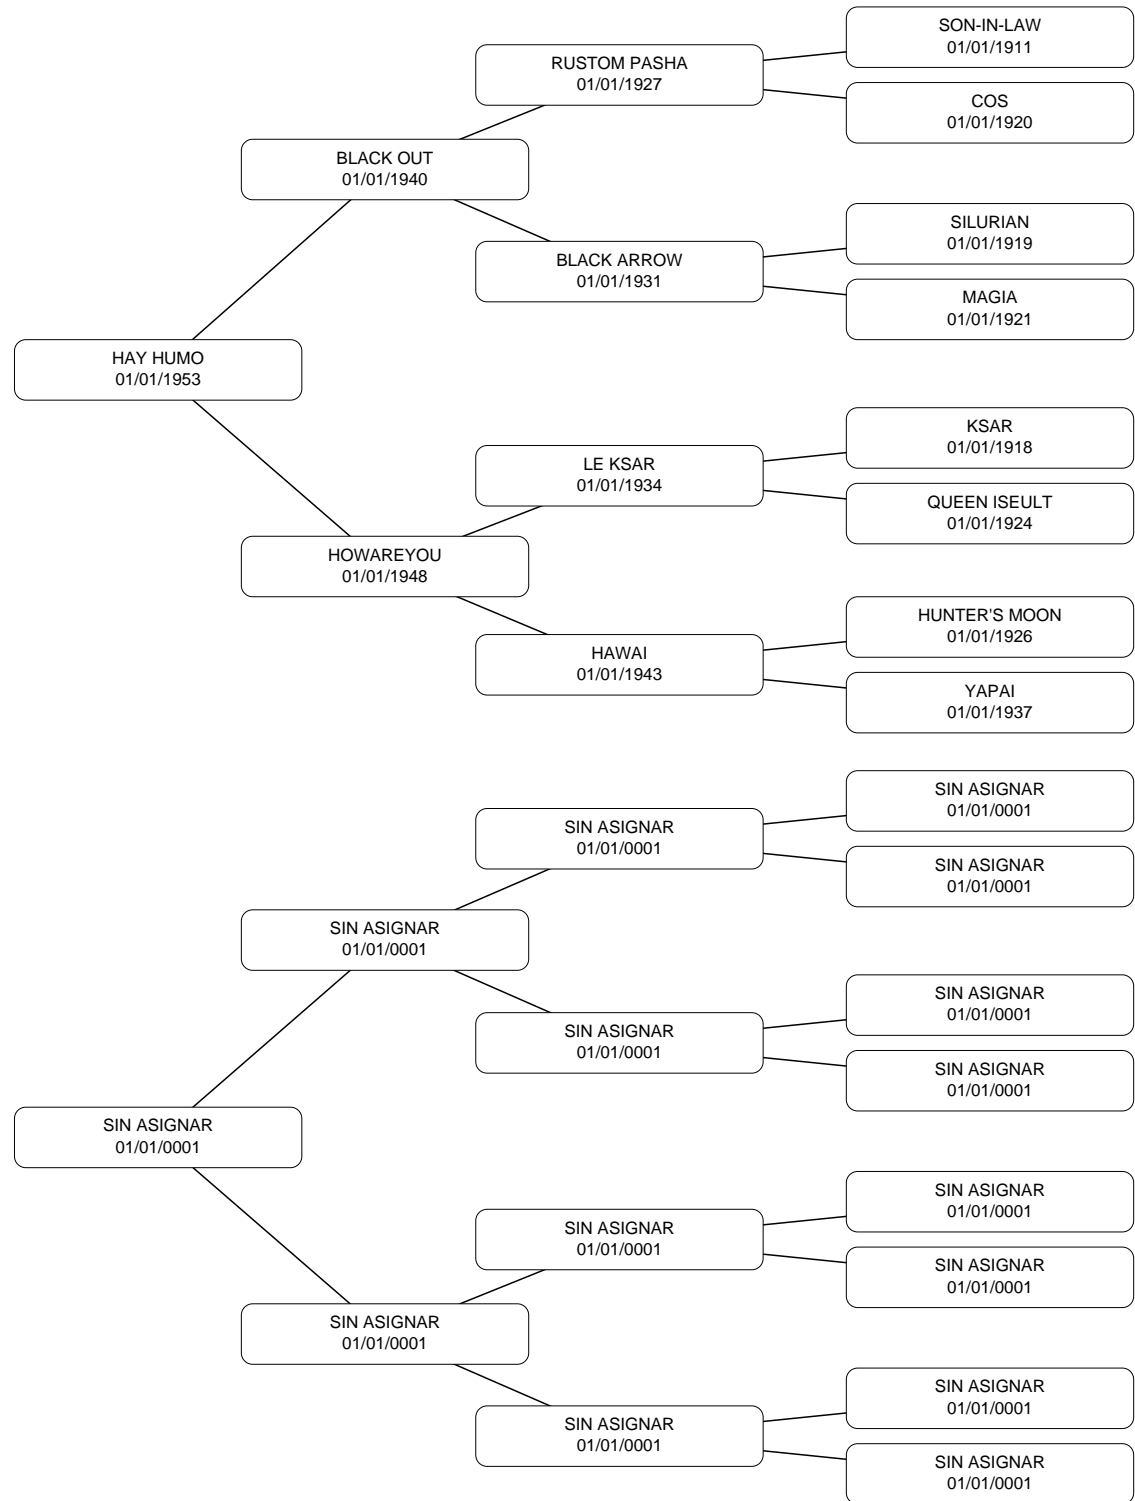 SON-IN-LAW
01/01/1911
RUSTOM PASHA
01/01/1927
COS
01/01/1920
BLACK OUT
01/01/1940
SILURIAN
01/01/1919
BLACK ARROW
01/01/1931
MAGIA
01/01/1921
HAY HUMO
01/01/1953
KSAR
01/01/1918
LE KSAR
01/01/1934
QUEEN ISEULT
01/01/1924
HOWAREYOU
01/01/1948
HUNTER'S MOON
01/01/1926
HAWAI
01/01/1943
YAPAI
01/01/1937
SIN ASIGNAR
01/01/0001
SIN ASIGNAR
01/01/0001
SIN ASIGNAR
01/01/0001
SIN ASIGNAR
01/01/0001
SIN ASIGNAR
01/01/0001
SIN ASIGNAR
01/01/0001
SIN ASIGNAR
01/01/0001
SIN ASIGNAR
01/01/0001
SIN ASIGNAR
01/01/0001
SIN ASIGNAR
01/01/0001
SIN ASIGNAR
01/01/0001
SIN ASIGNAR
01/01/0001
SIN ASIGNAR
01/01/0001
SIN ASIGNAR
01/01/0001
SIN ASIGNAR
01/01/0001